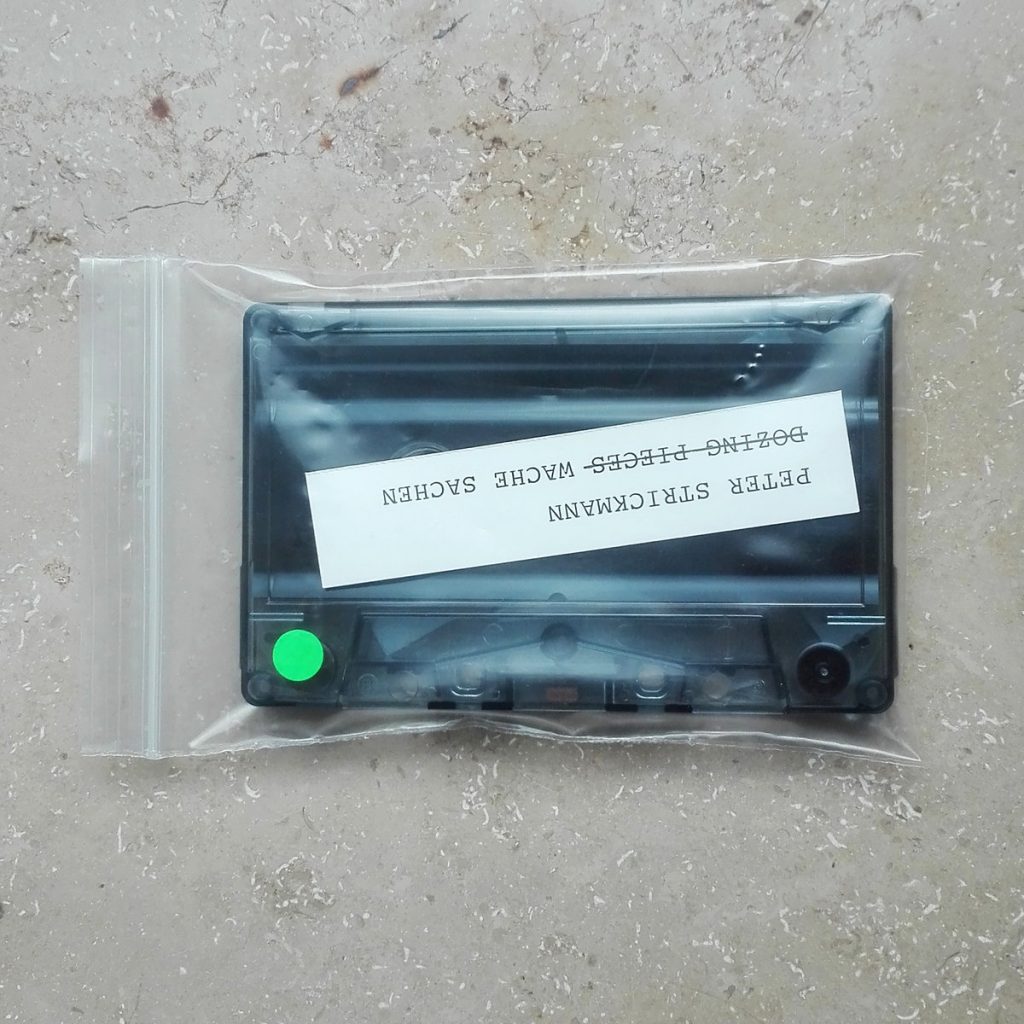 PETER STRICKMANN
DOZING PIECES WACHE SACHEN